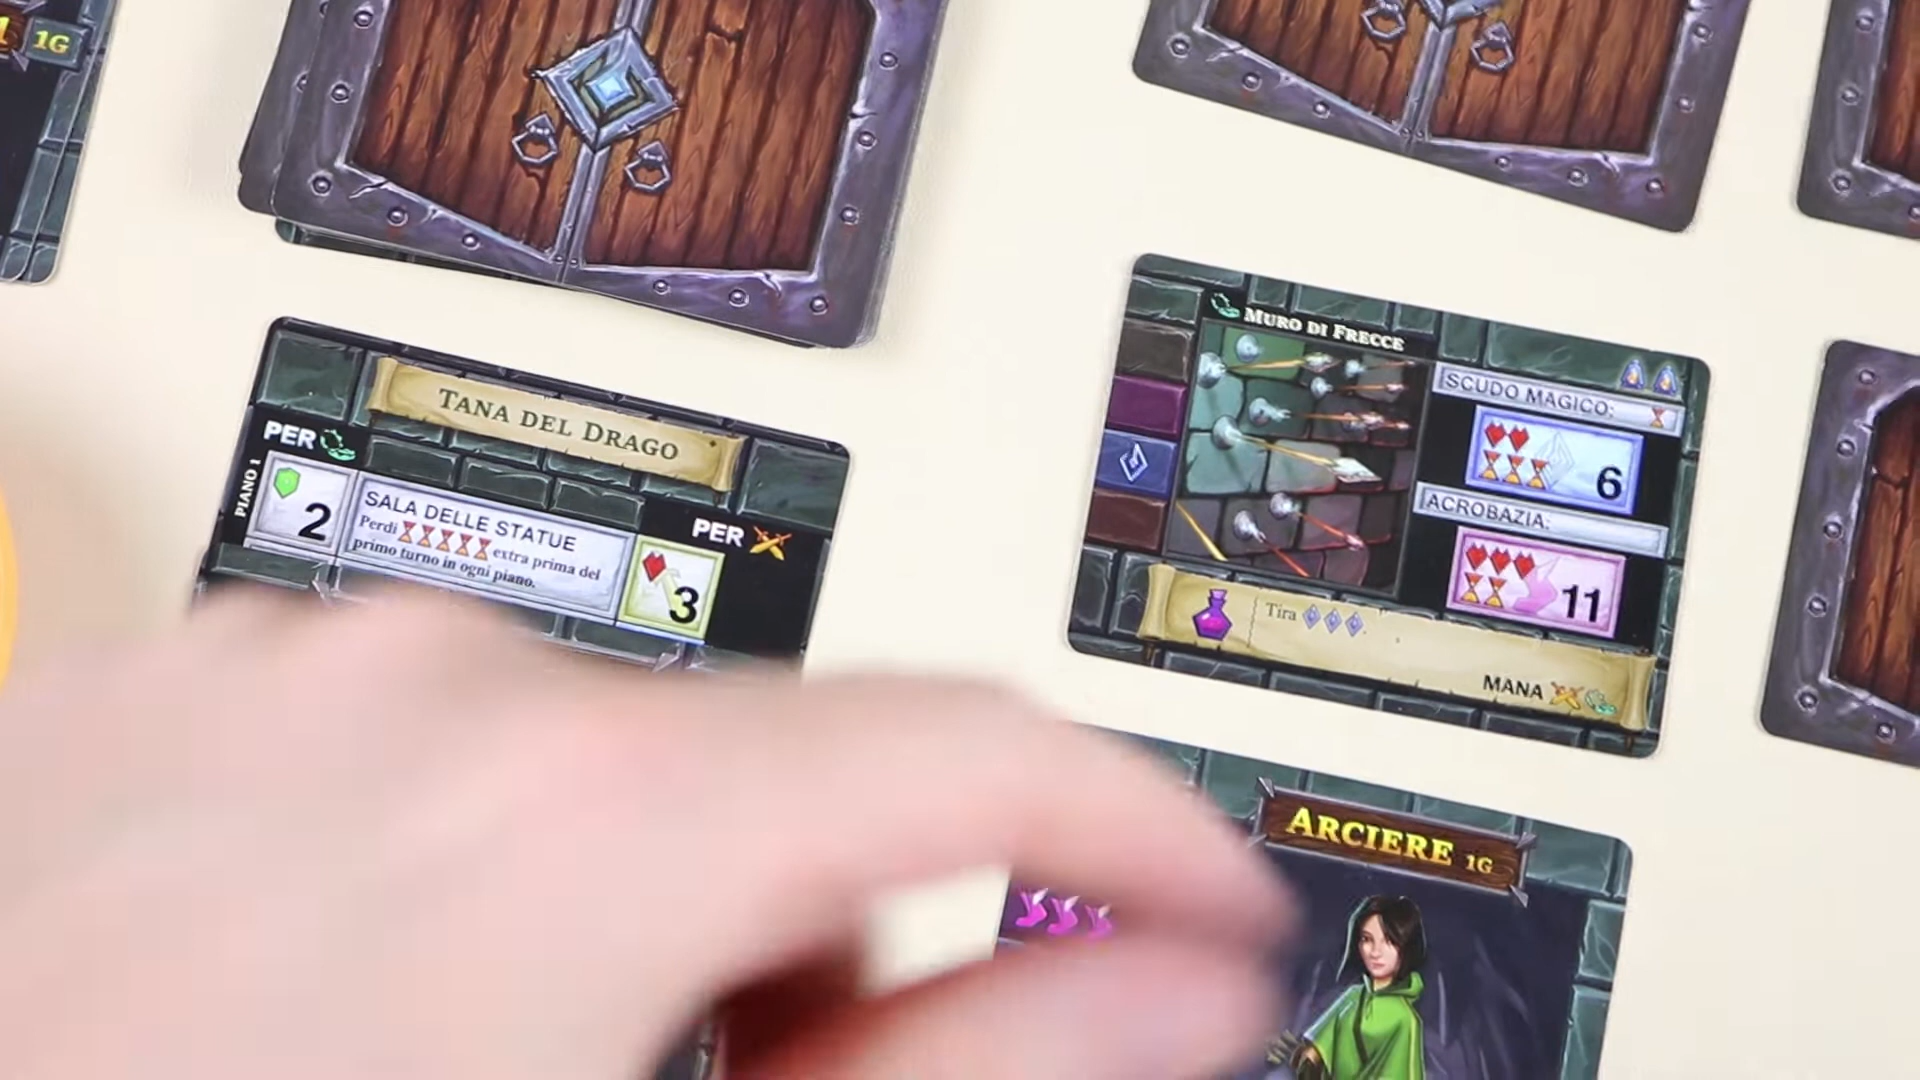 1G
TANA DEL DRAGO
PER
PIANO 1
2
SALA DELLE STATUE
Perdi extra prima del
primo turno in ogni piano.
PER
3
MURO DI FRECCE
SCUDO MAGICO:
6
ACROBAZIA:
11
Tira
MANA
ARCIERE 1G